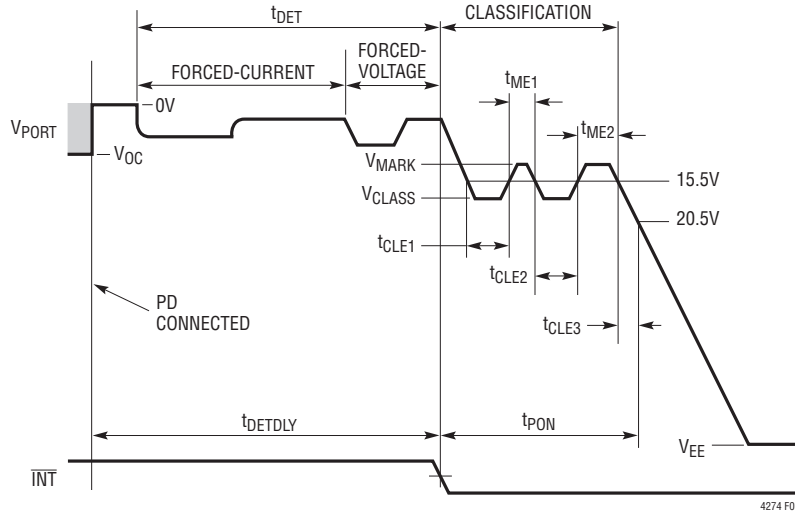 tDET
CLASSIFICATION
FORCED-CURRENT
FORCED-
VOLTAGE
tME1
tME2
0V
VPORT
VOC
VMARK
VCLASS
15.5V
20.5V
tCLE1
tCLE2
tCLE3
PD
CONNECTED
tDETDLY
tPON
VEE
INT
4274 F0